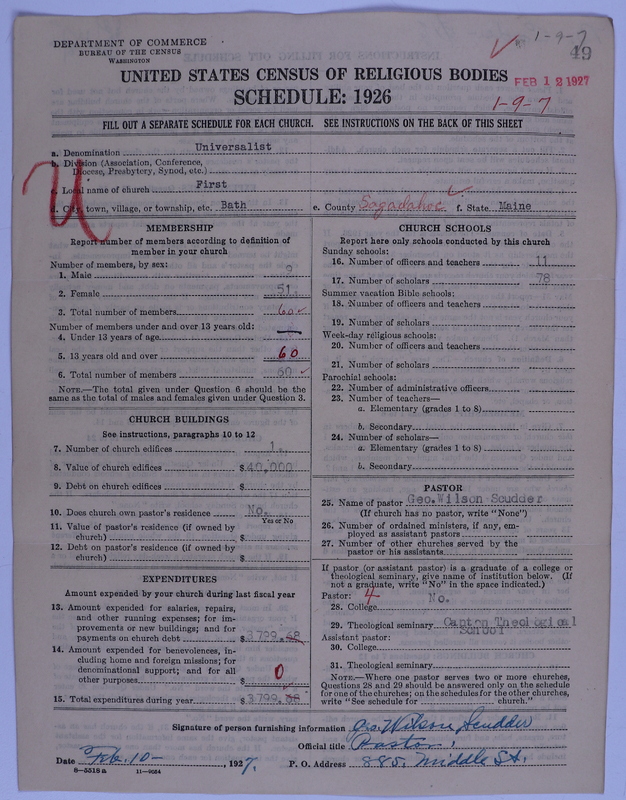 DEPARTMENT OF COMMERCE
BUREAU OF THE CENSUS
WASHINGTON
1-9-7
49
UNITED STATES CENSUS OF RELIGIOUS BODIES
FEB 12 1927
SCHEDULE: 1926
1-9-7
FILL OUT A SEPARATE SCHEDULE FOR EACH CHURCH. SEE INSTRUCTIONS ON THE BACK OF THIS SHEET
U
a. Denomination Universalist
b. Division (Association, Conference,
Diocese, Presbytery, Synod, etc.)
c. Local name of church First
d. City, town, village, or township, etc. Bath e. County Sagadahoc f. State Maine
MEMBERSHIP
Report number of members according to definition of
member in your church
Number of members, by sex:
1. Male 9
2. Female 51
3. Total number of members 60
Number of members under and over 13 years old:
4. Under 13 years of age
5. 13 years old and over 60
6. Total number of members 60
NOTE.—The total given under Question 6 should be the
same as the total of males and females given under Question 3.
CHURCH BUILDINGS
See instructions, paragraphs 10 to 12
7. Number of church edifices 1.
8. Value of church edifices $40,000
9. Debt on church edifices $
10. Does church own pastor's residence No.
Yes or No
11. Value of pastor's residence (if owned by
church) $
12. Debt on pastor's residence (if owned by
church) $
EXPENDITURES
Amount expended by your church during last fiscal year
13. Amount expended for salaries, repairs,
and other running expenses; for im-
provements or new buildings; and for
payments on church debt $3799.
14. Amount expended for benevolences, in-
cluding home and foreign missions; for
denominational support; and for all
other purposes $ 0
15. Total expenditures during year $3799.
CHURCH SCHOOLS
Report here only schools conducted by this church
Sunday schools:
16. Number of officers and teachers 11
17. Number of scholars 78
Summer vacation Bible schools:
18. Number of officers and teachers
19. Number of scholars
Week-day religious schools:
20. Number of officers and teachers
21. Number of scholars
Parochial schools:
22. Number of administrative officers
23. Number of teachers—
a. Elementary (grades 1 to 8)
b. Secondary
24. Number of scholars—
a. Elementary (grades 1 to 8)
b. Secondary
PASTOR
25. Name of pastor Geo. Wilson Scudder
(If church has no pastor, write "None")
26. Number of ordained ministers, if any, em-
ployed as assistant pastors
27. Number of other churches served by the
pastor or his assistants
If pastor (or assistant pastor) is a graduate of a college or
theological seminary, give name of institution below. (If
not a graduate, write "No" in the space indicated.)
Pastor: 4
28. College No.
29. Theological seminary Canton Theological
School
Assistant pastor:
30. College
31. Theological seminary
NOTE.—Where one pastor serves two or more churches,
Questions 28 and 29 should be answered only on the schedule
for one of the churches; on the schedules for the other churches,
write "See schedule for church."
Signature of person furnishing information Geo. Wilson Scudder
Official title Pastor,
Date Feb. 10-, 1927. P. O. Address 885. Middle St.
8-5518a 11-9054